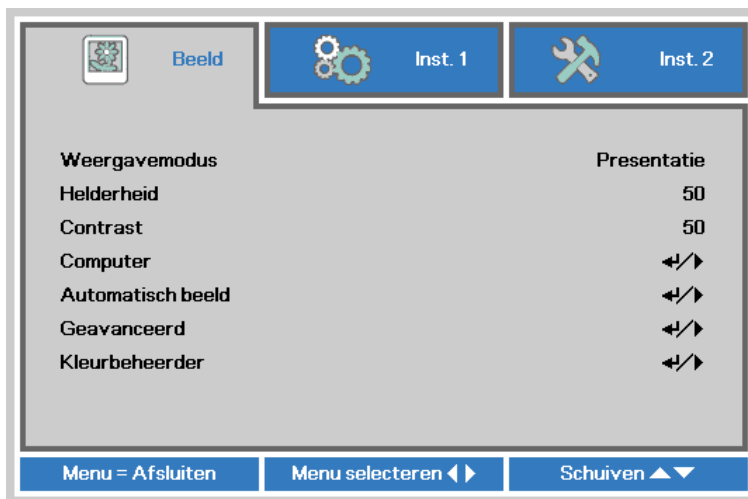 Beeld Inst. 1 Inst. 2
Weergavemodus Presentatie
Helderheid 50
Contrast 50
Computer ↵/▶
Automatisch beeld ↵/▶
Geavanceerd ↵/▶
Kleurbeheerder ↵/▶
Menu = Afsluiten Menu selecteren ◀▶ Schuiven ▲▼